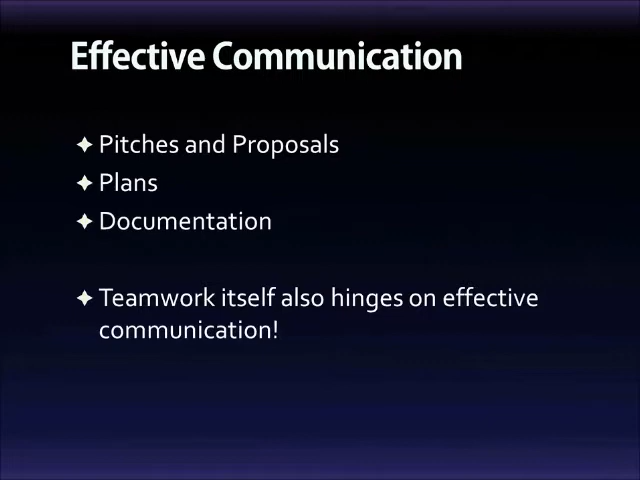 Effective Communication
✦ Pitches and Proposals
✦ Plans
✦ Documentation
✦ Teamwork itself also hinges on effective
communication!